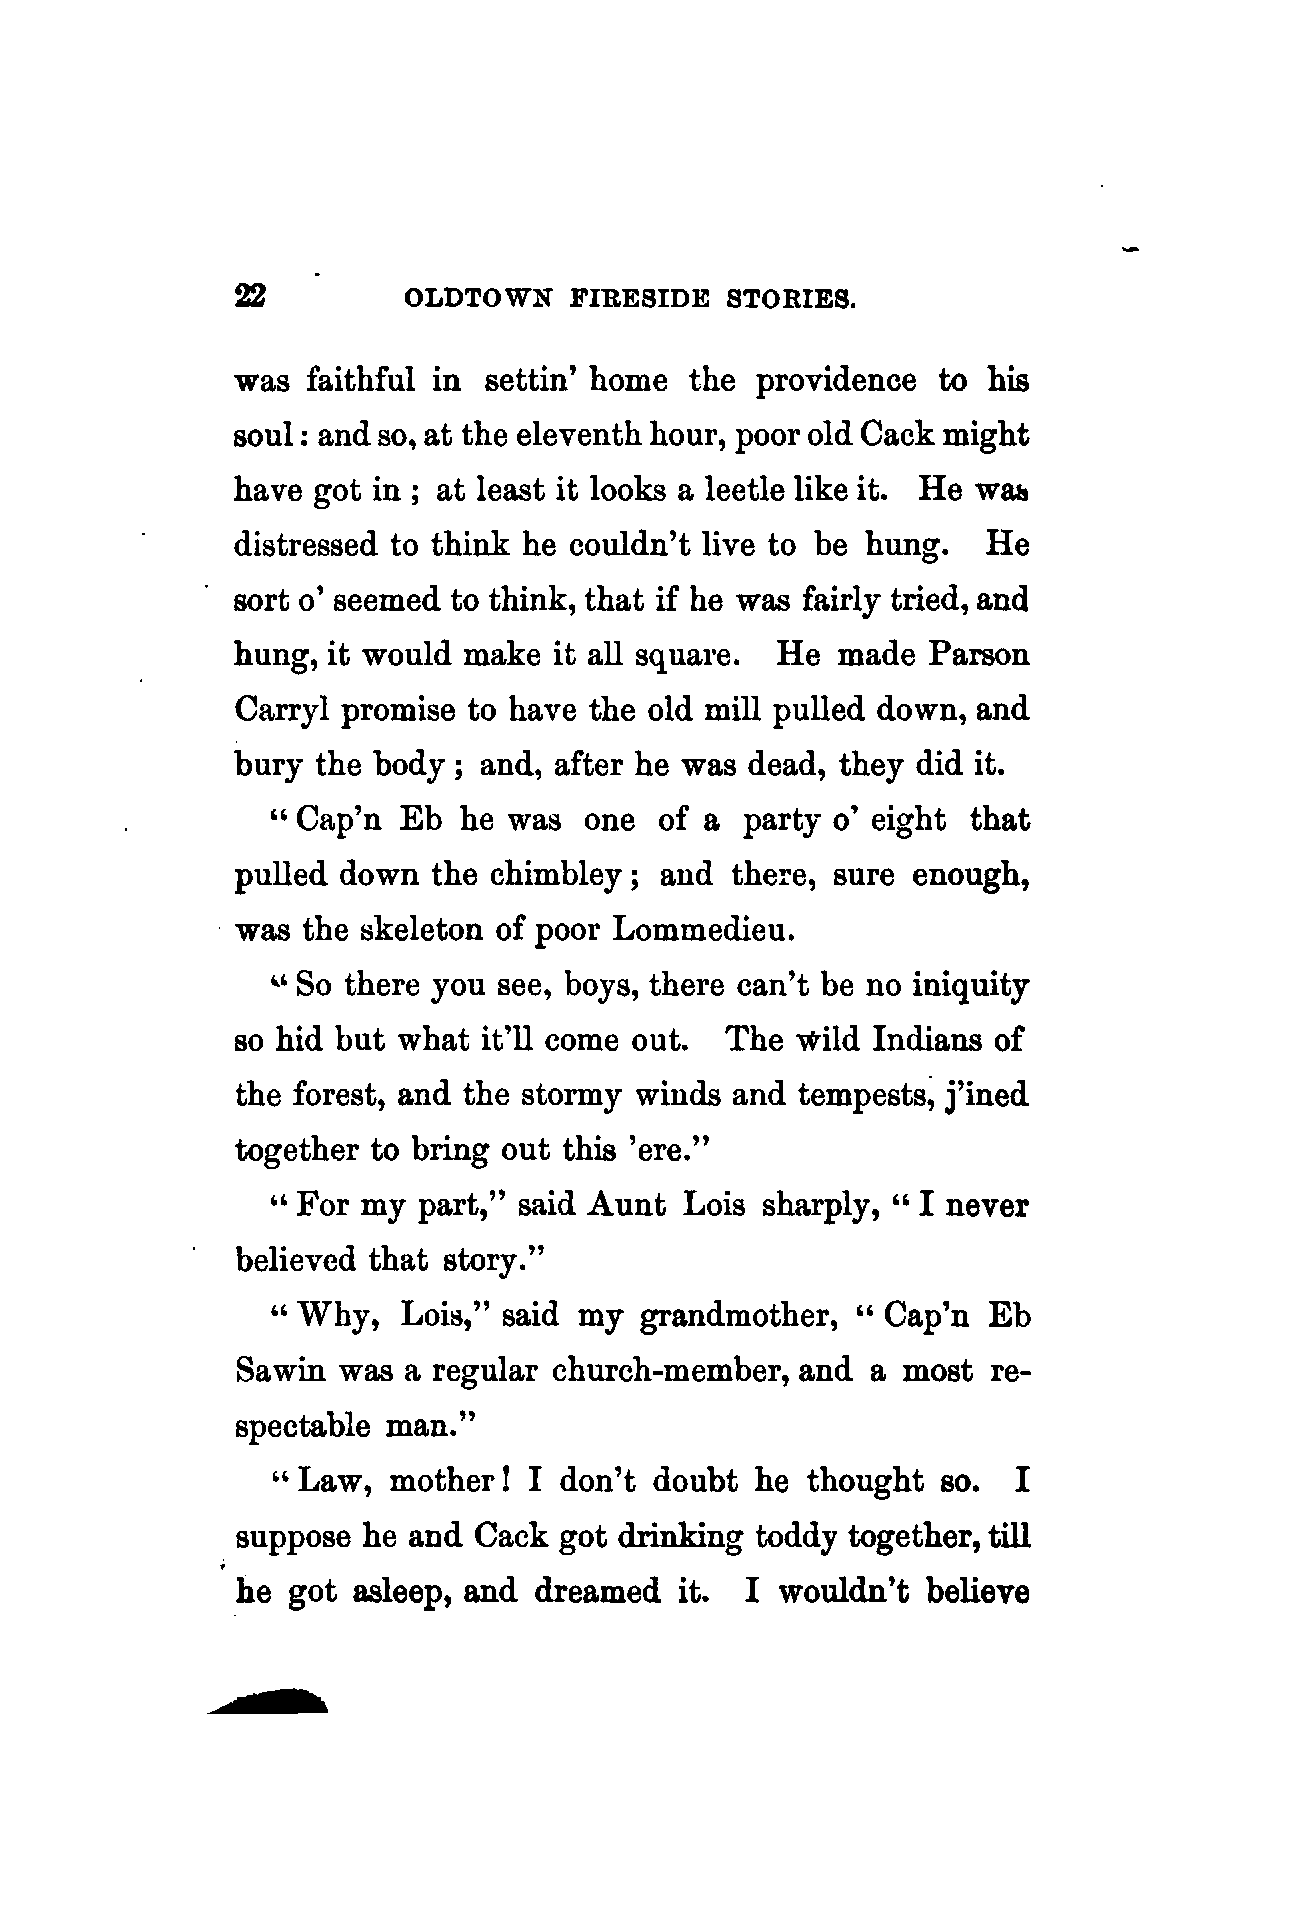 22 OLDTOWN FIRESIDE STORIES.
was faithful in settin' home the providence to his
soul: and so, at the eleventh hour, poor old Cack might
have got in; at least it looks a leetle like it. He was
distressed to think he couldn't live to be hung. He
sort o' seemed to think, that if he was fairly tried, and
hung, it would make it all square. He made Parson
Carryl promise to have the old mill pulled down, and
bury the body; and, after he was dead, they did it.
"Cap'n Eb he was one of a party o' eight that
pulled down the chimbley; and there, sure enough,
was the skeleton of poor Lommedieu.
"So there you see, boys, there can't be no iniquity
so hid but what it'll come out. The wild Indians of
the forest, and the stormy winds and tempests, j'ined
together to bring out this 'ere."
"For my part," said Aunt Lois sharply, "I never
believed that story."
"Why, Lois," said my grandmother, "Cap'n Eb
Sawin was a regular church-member, and a most re-
spectable man."
"Law, mother! I don't doubt he thought so. I
suppose he and Cack got drinking toddy together, till
he got asleep, and dreamed it. I wouldn't believe